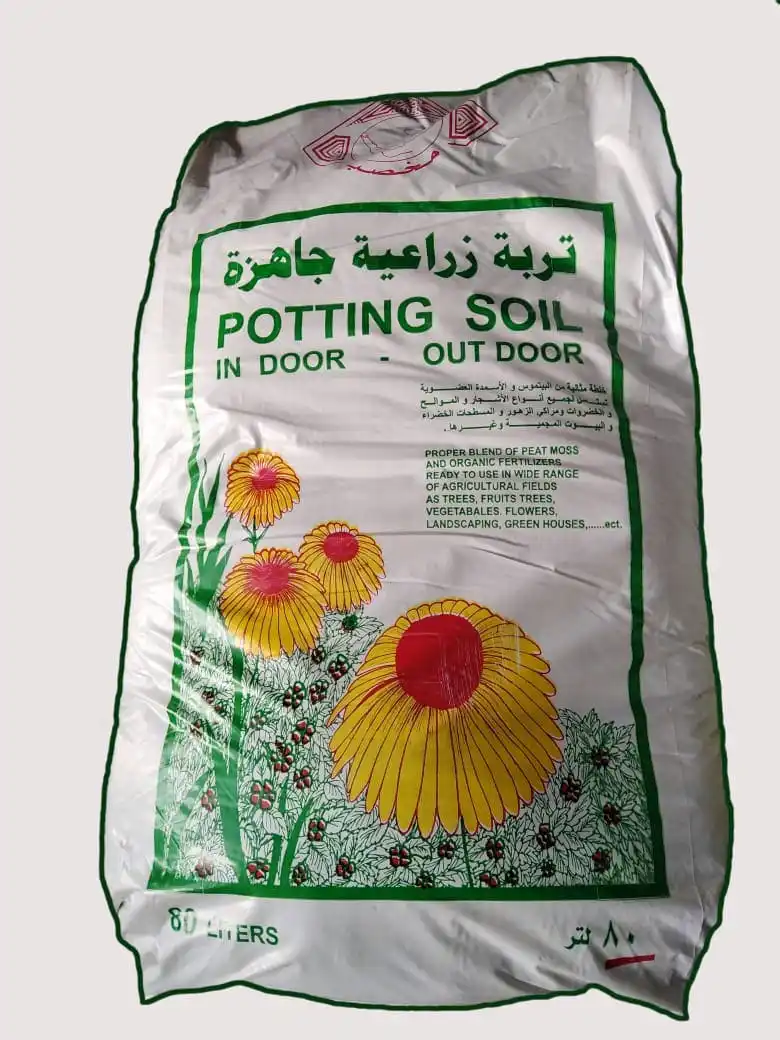 مخصب
تربة زراعية جاهزة
POTTING SOIL
IN DOOR - OUT DOOR
خلطة مثالية من البيتموس و الأسمدة العضوية
لجميع أنواع الأشجار و الموالح
و الخضروات ومراكي الزهور و المسطحات الخضراء
و البيوت المحمية وغيرها .
PROPER BLEND OF PEAT MOSS
AND ORGANIC FERTILIZERS
READY TO USE IN WIDE RANGE
OF AGRICULTURAL FIELDS
AS TREES, FRUITS TREES,
VEGETABALES. FLOWERS,
LANDSCAPING, GREEN HOUSES,.....ect.
80 LITERS
٨٠ لتر